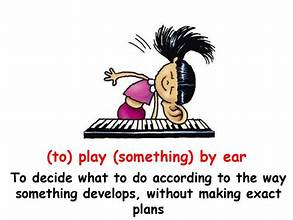 (to) play (something) by ear
To decide what to do according to the way
something develops, without making exact
plans